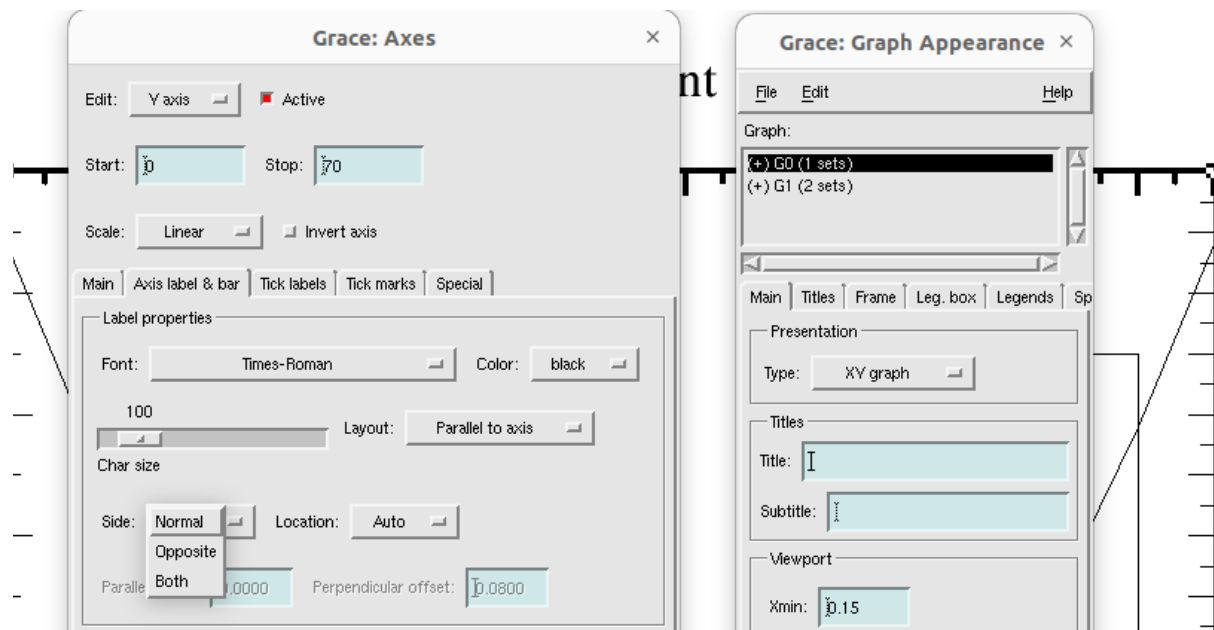 Grace: Axes
Edit: Y axis Active
Start: 0 Stop: 70
Scale: Linear Invert axis
Main Axis label & bar Tick labels Tick marks Special
Label properties
Font: Times-Roman Color: black
100
Layout: Parallel to axis
Char size
Side: Normal Location: Auto
Opposite
Both
Paralle 0.0000 Perpendicular offset: 0.0800
nt
Grace: Graph Appearance
File Edit Help
Graph:
(+) G0 (1 sets)
(+) G1 (2 sets)
Main Titles Frame Leg. box Legends Sp
Presentation
Type: XY graph
Titles
Title:
Subtitle:
Viewport
Xmin: 0.15